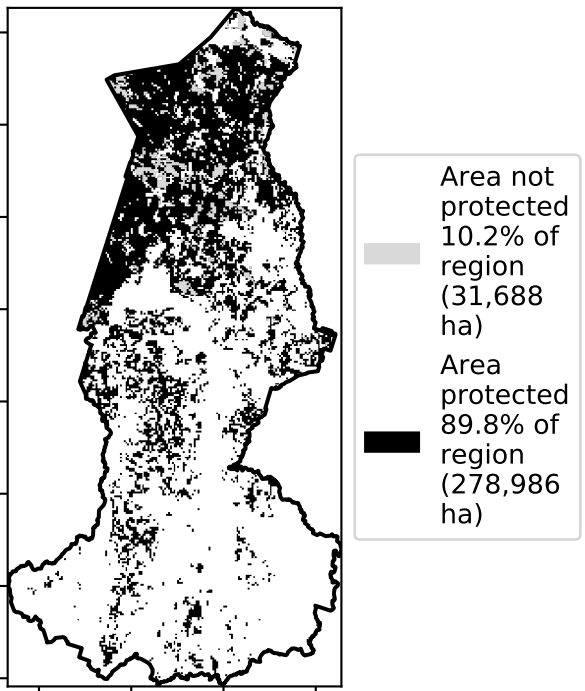 Area not
protected
10.2% of
region
(31,688
ha)
Area
protected
89.8% of
region
(278,986
ha)